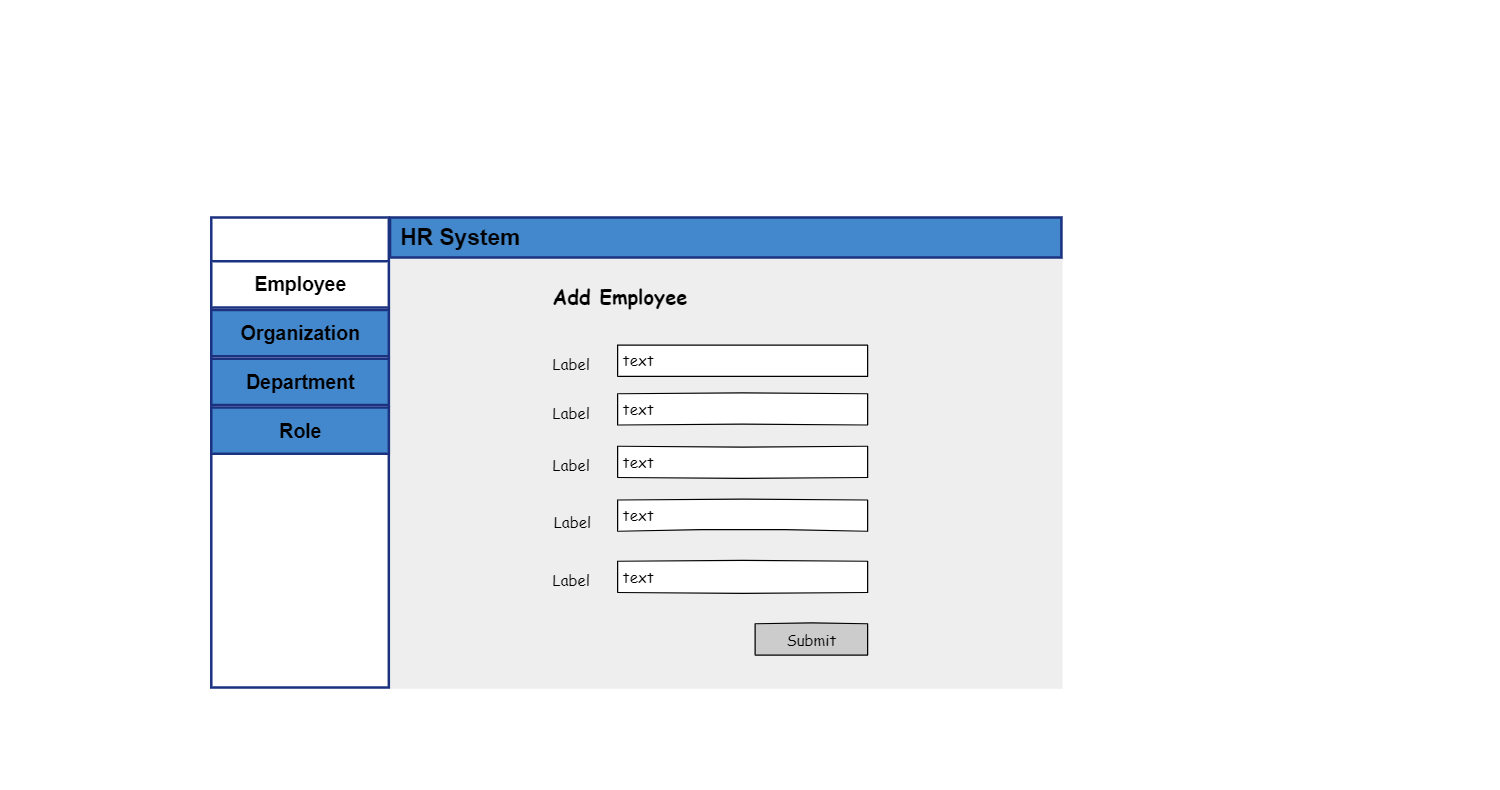 HR System
Employee
Organization
Department
Role
Add Employee
Label text
Label text
Label text
Label text
Label text
Submit